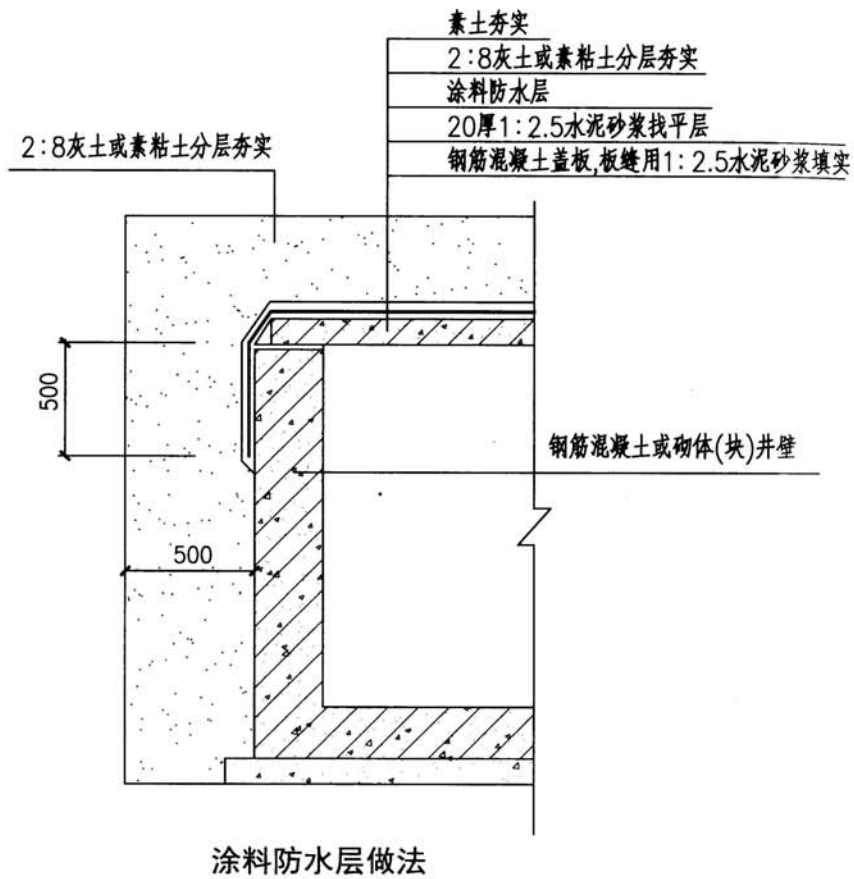 素土夯实
2:8灰土或素粘土分层夯实
涂料防水层
20厚1:2.5水泥砂浆找平层
钢筋混凝土盖板,板缝用1:2.5水泥砂浆填实
2:8灰土或素粘土分层夯实
500
钢筋混凝土或砌体(块)井壁
500
涂料防水层做法